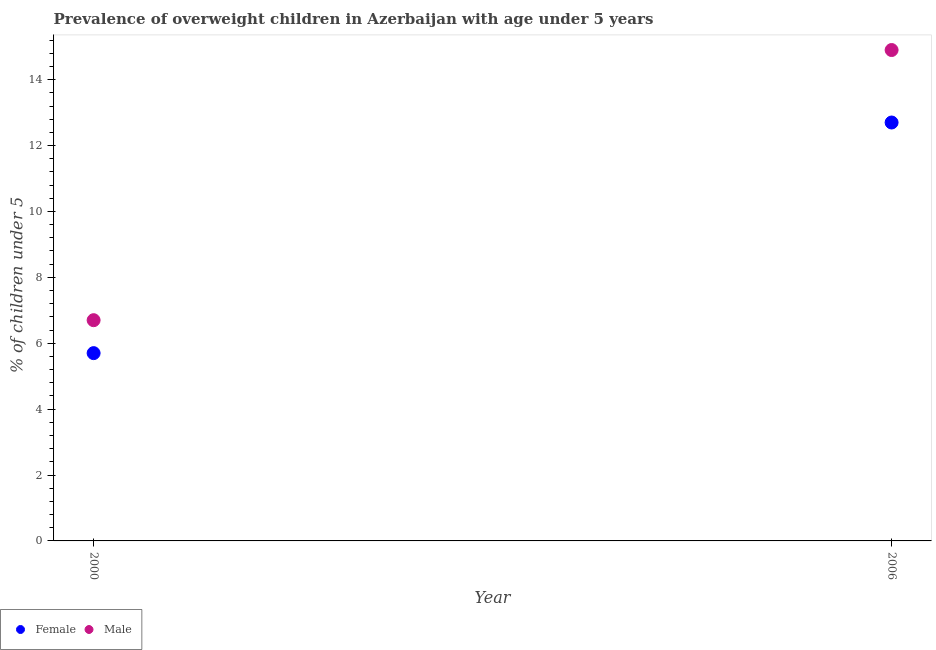 Prevalence of overweight children in Azerbaijan with age under 5 years
% of children under 5
14
12
10
8
6
4
2
0
2000
2006
Year
Female
Male